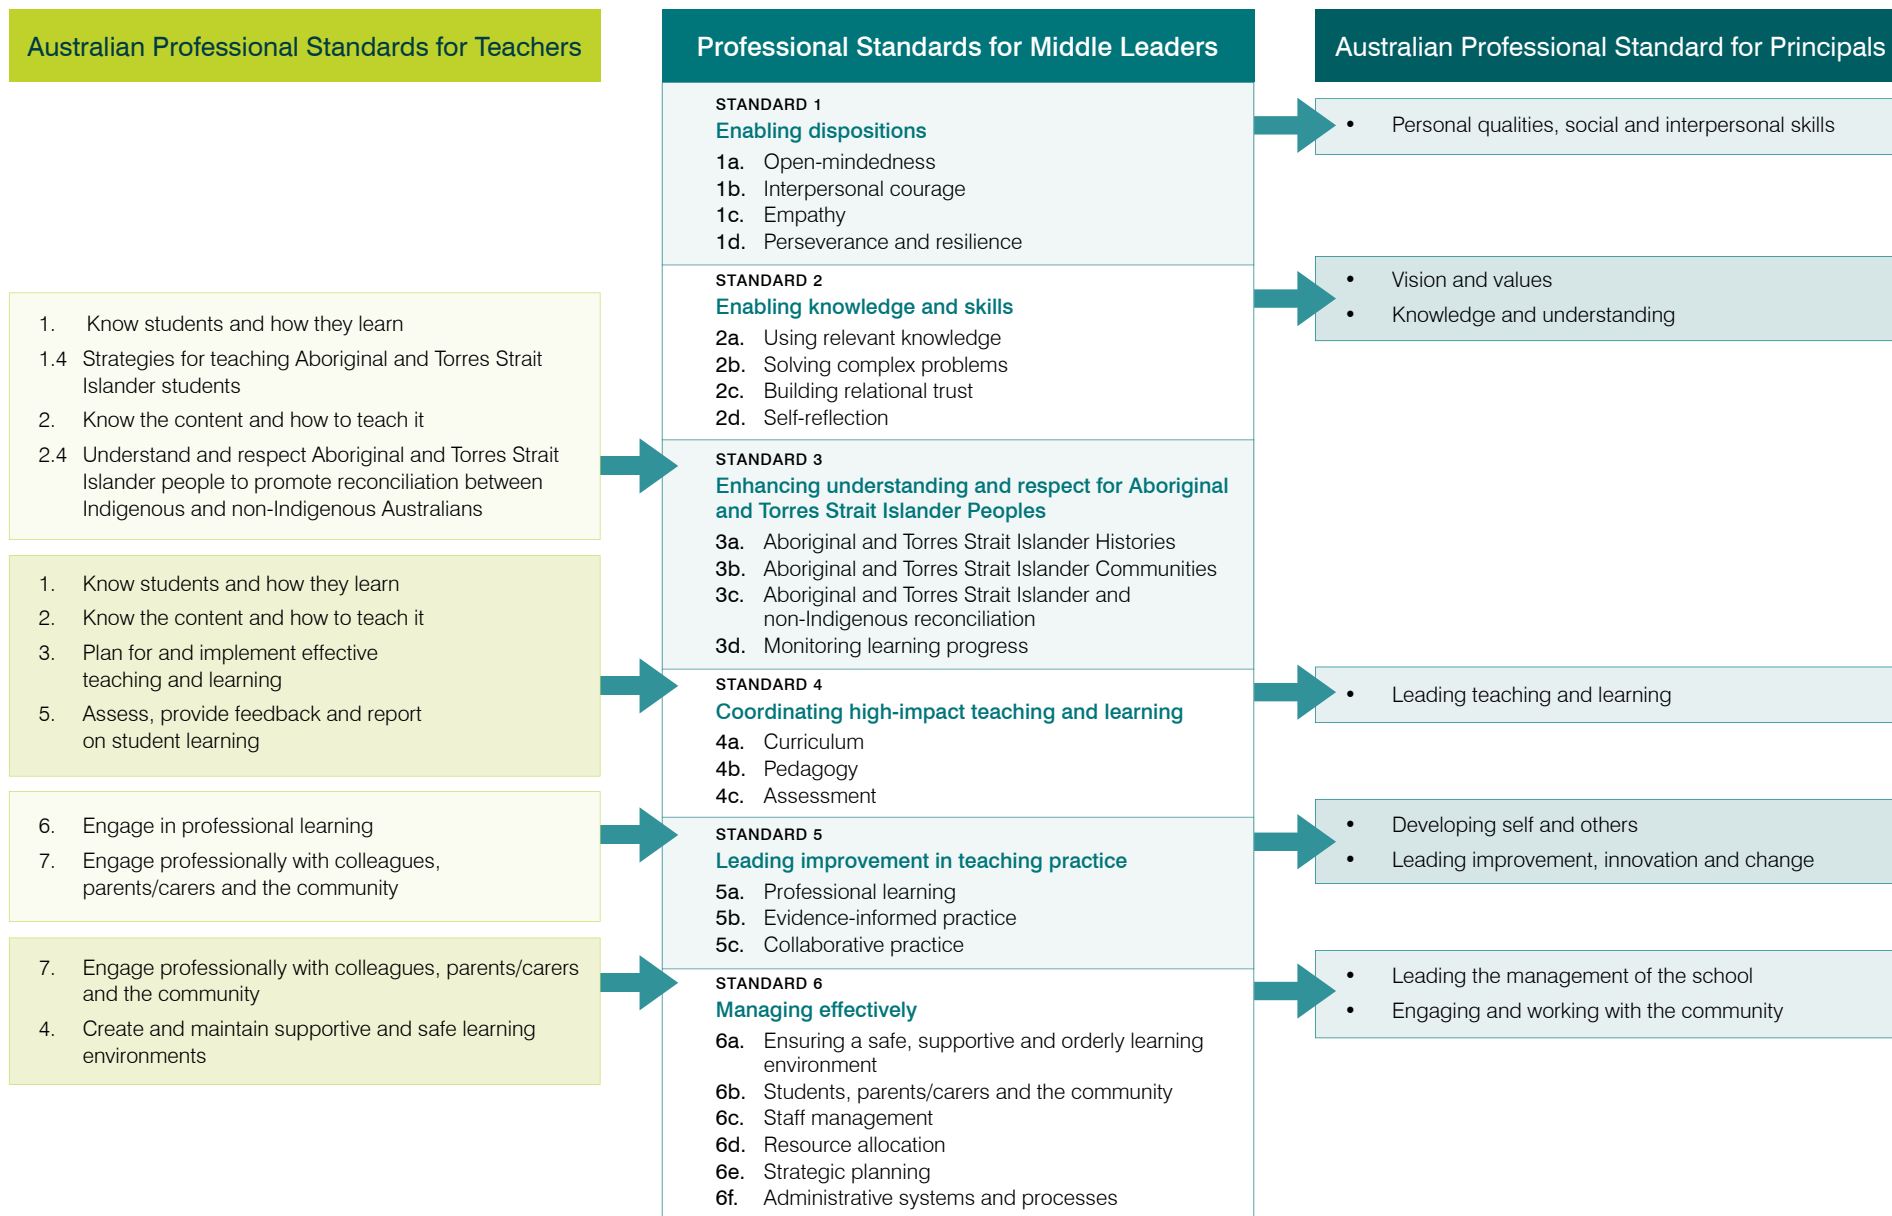 Australian Professional Standards for Teachers
1. Know students and how they learn
1.4 Strategies for teaching Aboriginal and Torres Strait
Islander students
2. Know the content and how to teach it
2.4 Understand and respect Aboriginal and Torres Strait
Islander people to promote reconciliation between
Indigenous and non-Indigenous Australians
1. Know students and how they learn
2. Know the content and how to teach it
3. Plan for and implement effective
teaching and learning
5. Assess, provide feedback and report
on student learning
6. Engage in professional learning
7. Engage professionally with colleagues,
parents/carers and the community
7. Engage professionally with colleagues, parents/carers
and the community
4. Create and maintain supportive and safe learning
environments
Professional Standards for Middle Leaders
STANDARD 1
Enabling dispositions
1a. Open-mindedness
1b. Interpersonal courage
1c. Empathy
1d. Perseverance and resilience
STANDARD 2
Enabling knowledge and skills
2a. Using relevant knowledge
2b. Solving complex problems
2c. Building relational trust
2d. Self-reflection
STANDARD 3
Enhancing understanding and respect for Aboriginal
and Torres Strait Islander Peoples
3a. Aboriginal and Torres Strait Islander Histories
3b. Aboriginal and Torres Strait Islander Communities
3c. Aboriginal and Torres Strait Islander and
non-Indigenous reconciliation
3d. Monitoring learning progress
STANDARD 4
Coordinating high-impact teaching and learning
4a. Curriculum
4b. Pedagogy
4c. Assessment
STANDARD 5
Leading improvement in teaching practice
5a. Professional learning
5b. Evidence-informed practice
5c. Collaborative practice
STANDARD 6
Managing effectively
6a. Ensuring a safe, supportive and orderly learning
environment
6b. Students, parents/carers and the community
6c. Staff management
6d. Resource allocation
6e. Strategic planning
6f. Administrative systems and processes
Australian Professional Standard for Principals
• Personal qualities, social and interpersonal skills
• Vision and values
• Knowledge and understanding
• Leading teaching and learning
• Developing self and others
• Leading improvement, innovation and change
• Leading the management of the school
• Engaging and working with the community